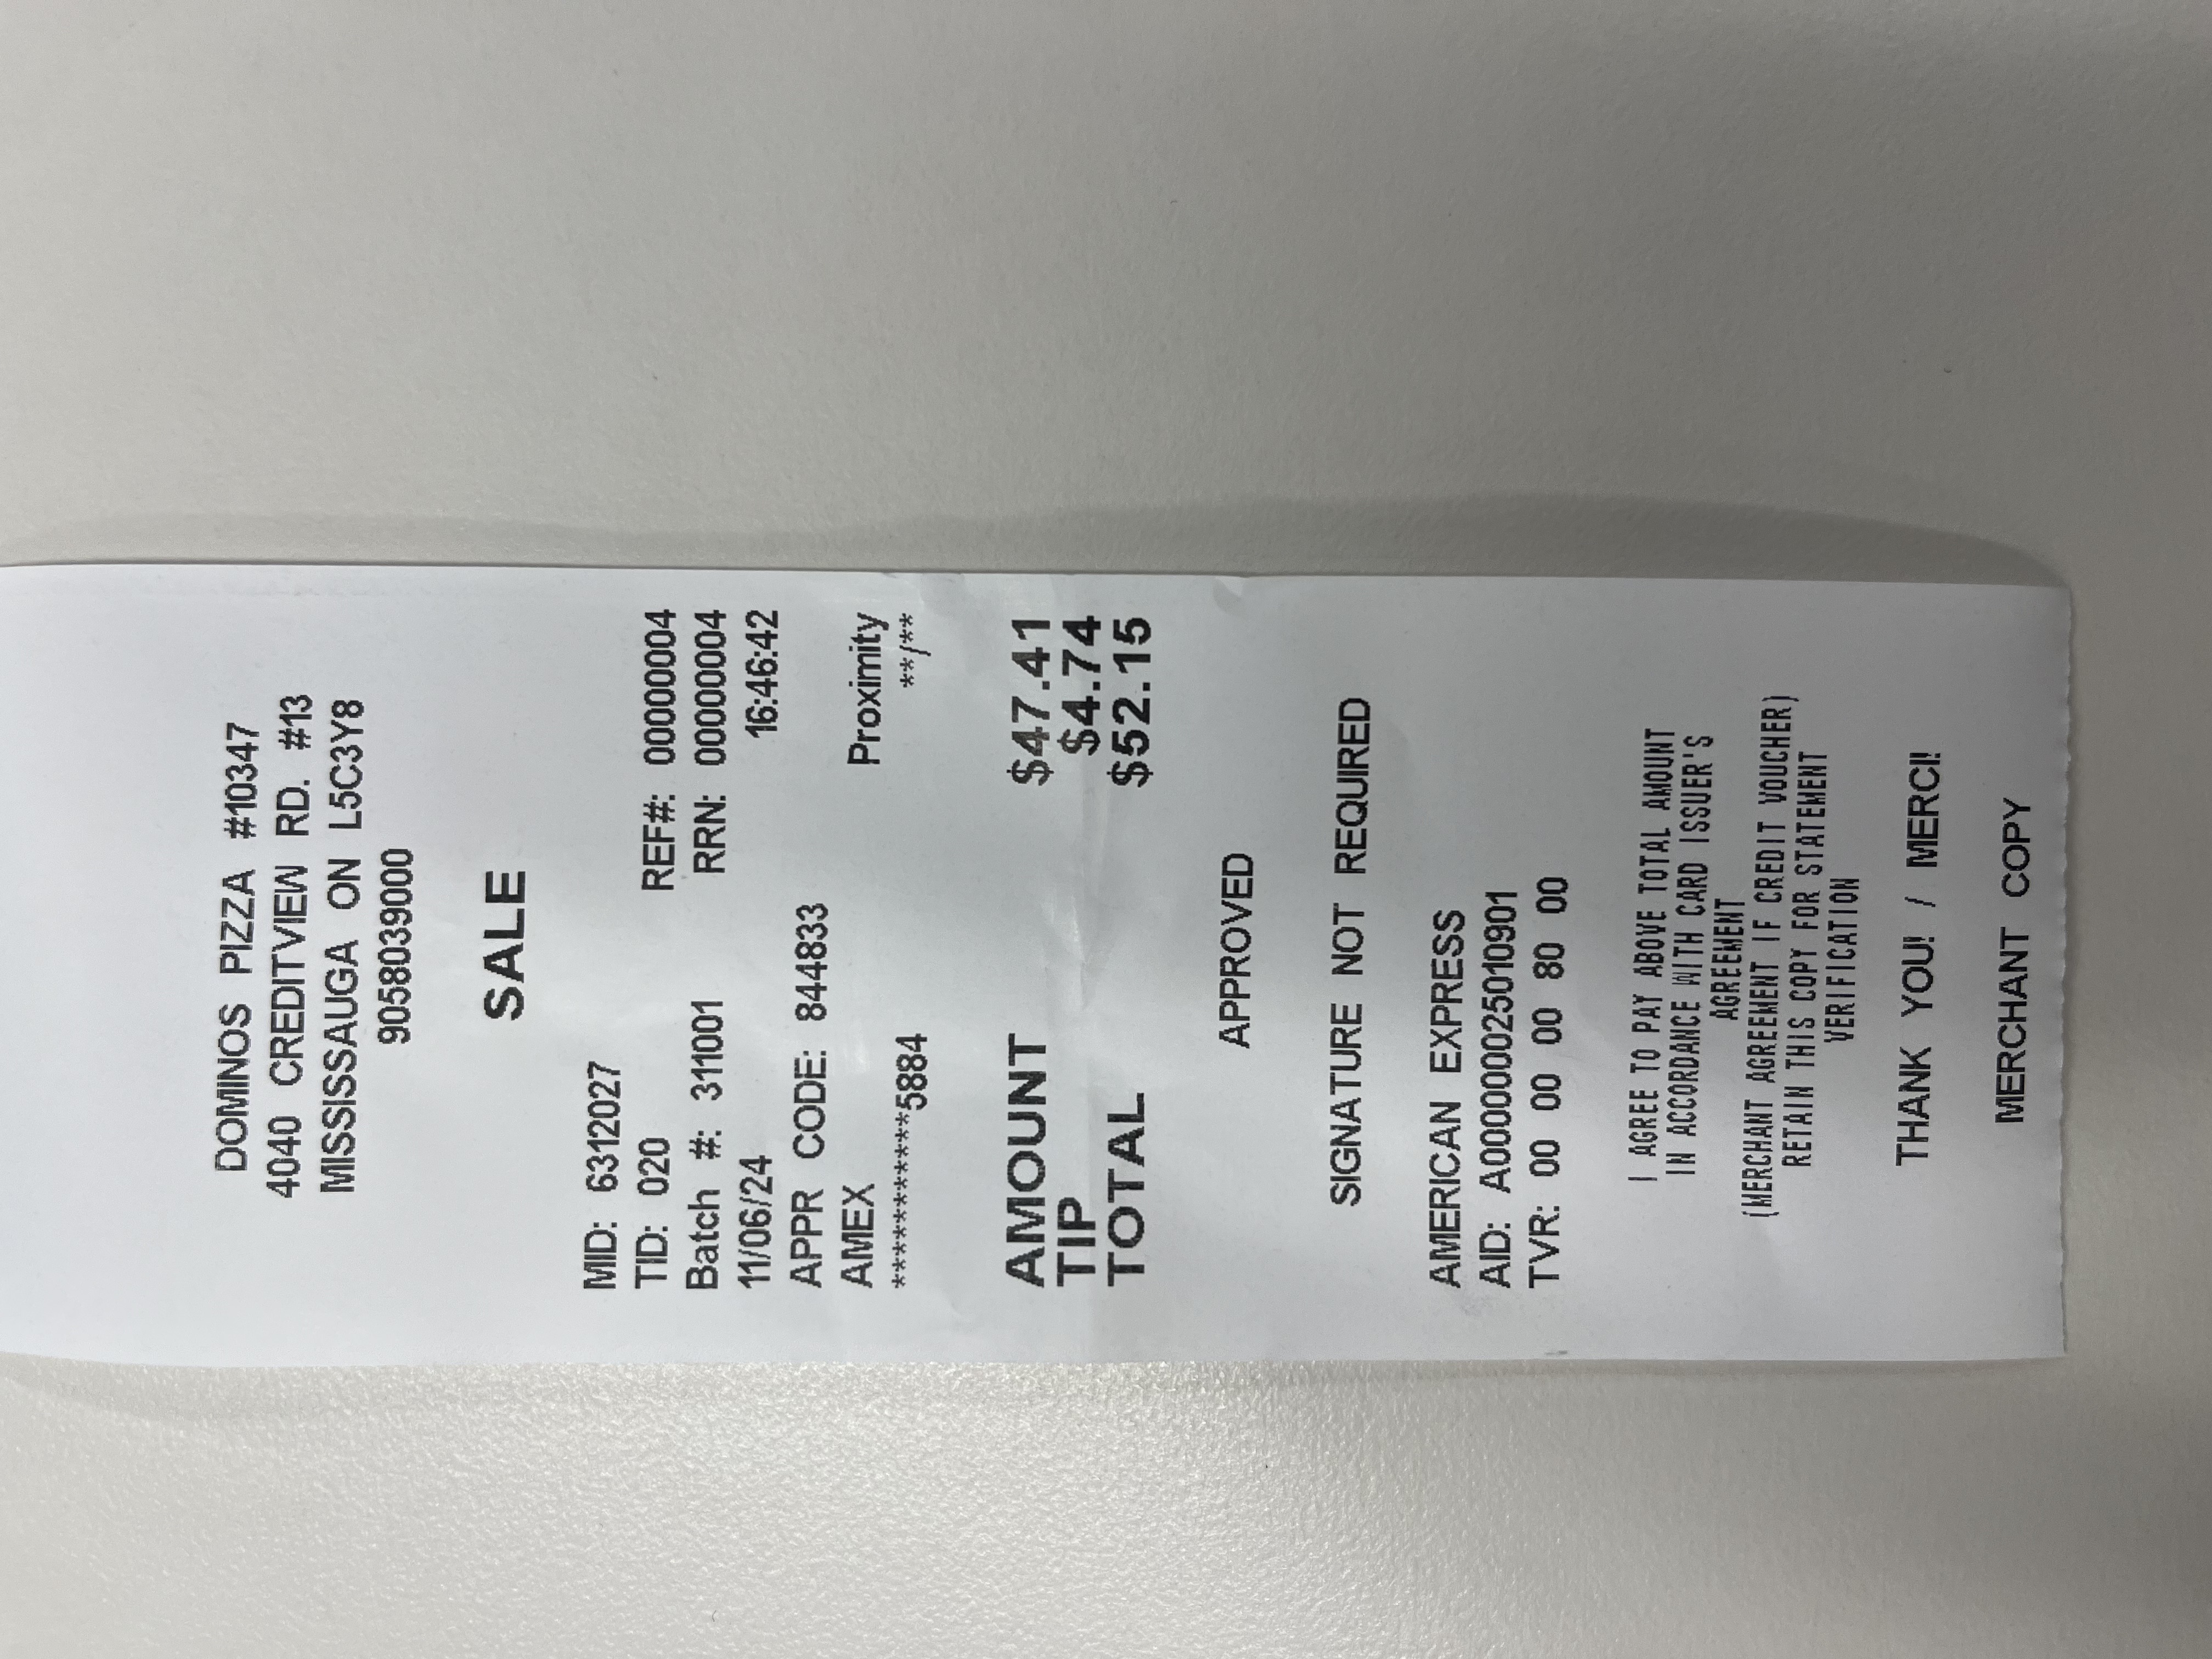 DOMINOS PIZZA #10347
4040 CREDITVIEW RD. #13
MISSISSAUGA ON L5C3Y8
9058039000
SALE
MID: 6312027
TID: 020 REF#: 00000004
Batch #: 311001 RRN: 00000004
11/06/24 16:46:42
APPR CODE: 844833
AMEX Proximity
***********5884 **/**
AMOUNT $47.41
TIP $4.74
TOTAL $52.15
APPROVED
SIGNATURE NOT REQUIRED
AMERICAN EXPRESS
AID: A000000025010901
TVR: 00 00 00 80 00
I AGREE TO PAY ABOVE TOTAL AMOUNT
IN ACCORDANCE WITH CARD ISSUER'S
AGREEMENT
(MERCHANT AGREEMENT IF CREDIT VOUCHER)
RETAIN THIS COPY FOR STATEMENT
VERIFICATION
THANK YOU! / MERCI!
MERCHANT COPY